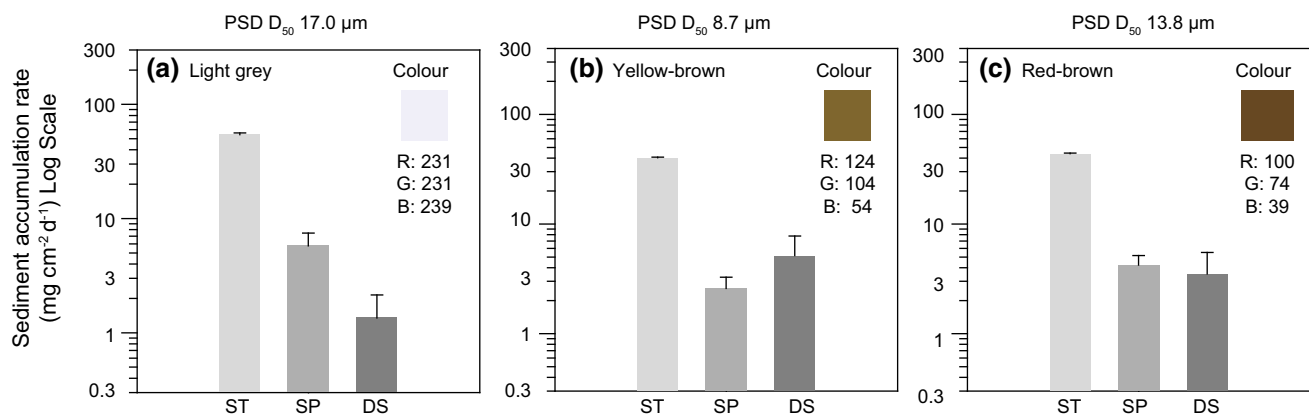 PSD D50 17.0 µm
PSD D50 8.7 µm
PSD D50 13.8 µm
Sediment accumulation rate
(mg cm-2 d-1) Log Scale
300
100
30
10
3
1
0.3
(a) Light grey
Colour
R: 231
G: 231
B: 239
ST SP DS
300
100
30
10
3
1
0.3
(b) Yellow-brown
Colour
R: 124
G: 104
B: 54
ST SP DS
300
100
30
10
3
1
0.3
(c) Red-brown
Colour
R: 100
G: 74
B: 39
ST SP DS